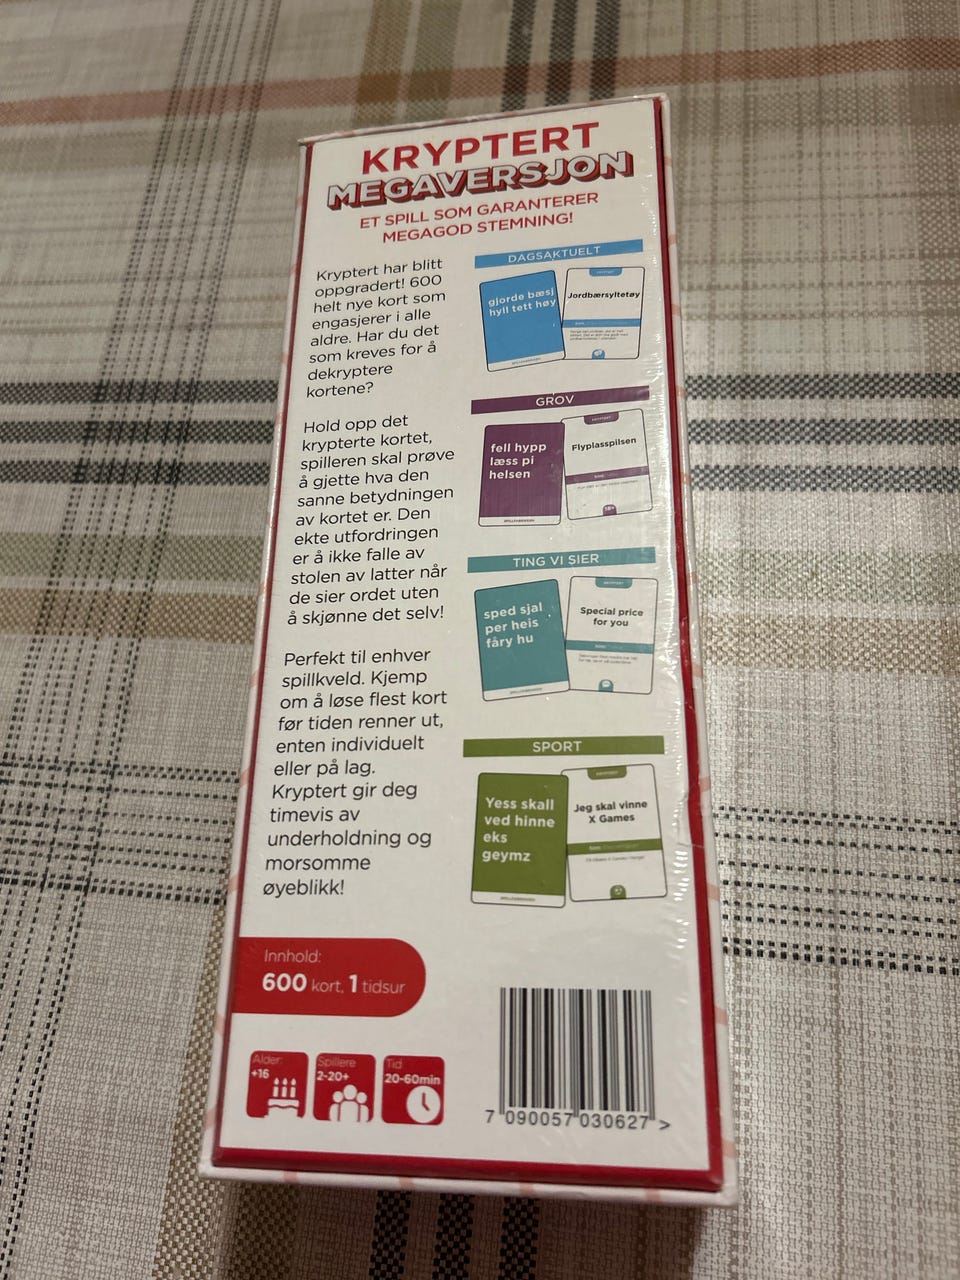 KRYPTERT
MEGAVERSJON
ET SPILL SOM GARANTERER
MEGAGOD STEMNING!
Kryptert har blitt
oppgradert! 600
helt nye kort som
engasjerer i alle
aldre. Har du det
som kreves for å
dekryptere
kortene?
Hold opp det
krypterte kortet,
spilleren skal prøve
å gjette hva den
sanne betydningen
av kortet er. Den
ekte utfordringen
er å ikke falle av
stolen av latter når
de sier ordet uten
å skjønne det selv!
Perfekt til enhver
spillkveld. Kjemp
om å løse flest kort
før tiden renner ut,
enten individuelt
eller på lag.
Kryptert gir deg
timevis av
underholdning og
morsomme
øyeblikk!
DAGSAKTUELT
gjorde bæsj
hyll tett høy
Jordbærsyltetøy
GROV
fell hypp
læss pi
helsen
KRYPTERT
Flyplasspilsen
18+
TING VI SIER
sped sjal
per heis
fåry hu
KRYPTERT
Special price
for you
SPORT
Yess skall
ved hinne
eks
geymz
KRYPTERT
Jeg skal vinne
X Games
Innhold:
600 kort, 1 tidsur
Alder
+16
Spillere
2-20+
Tid
20-60min
7 090057 030627 >